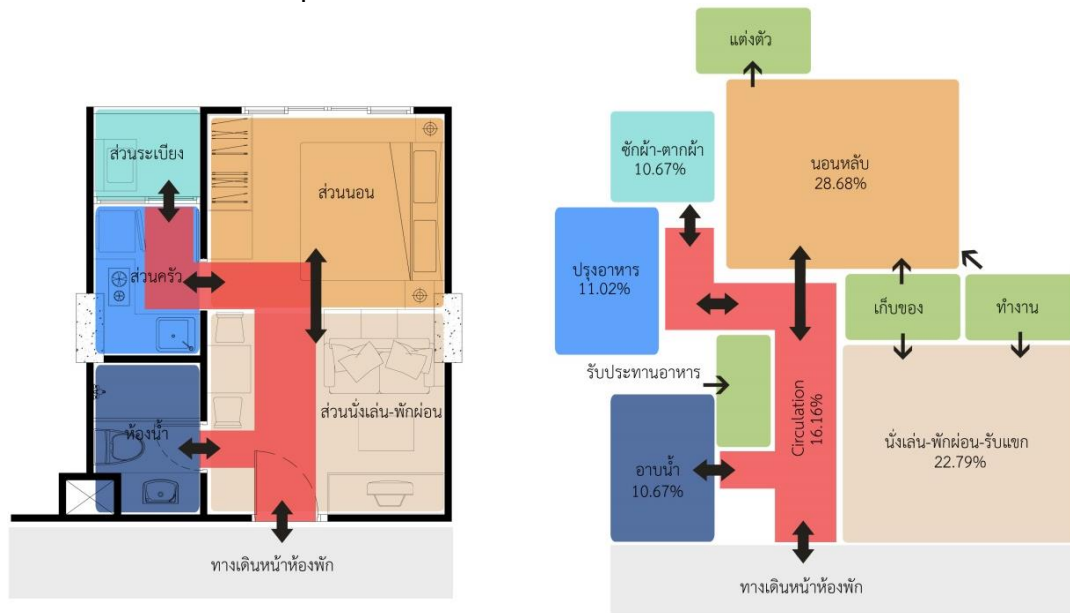 ส่วนระเบียง
ส่วนนอน
ส่วนครัว
ส่วนนั่งเล่น-พักผ่อน
ห้องน้ำ
ทางเดินหน้าห้องพัก
แต่งตัว
ซักผ้า-ตากผ้า
10.67%
นอนหลับ
28.68%
ปรุงอาหาร
11.02%
เก็บของ
ทำงาน
รับประทานอาหาร
Circulation
16.16%
นั่งเล่น-พักผ่อน-รับแขก
22.79%
อาบน้ำ
10.67%
ทางเดินหน้าห้องพัก